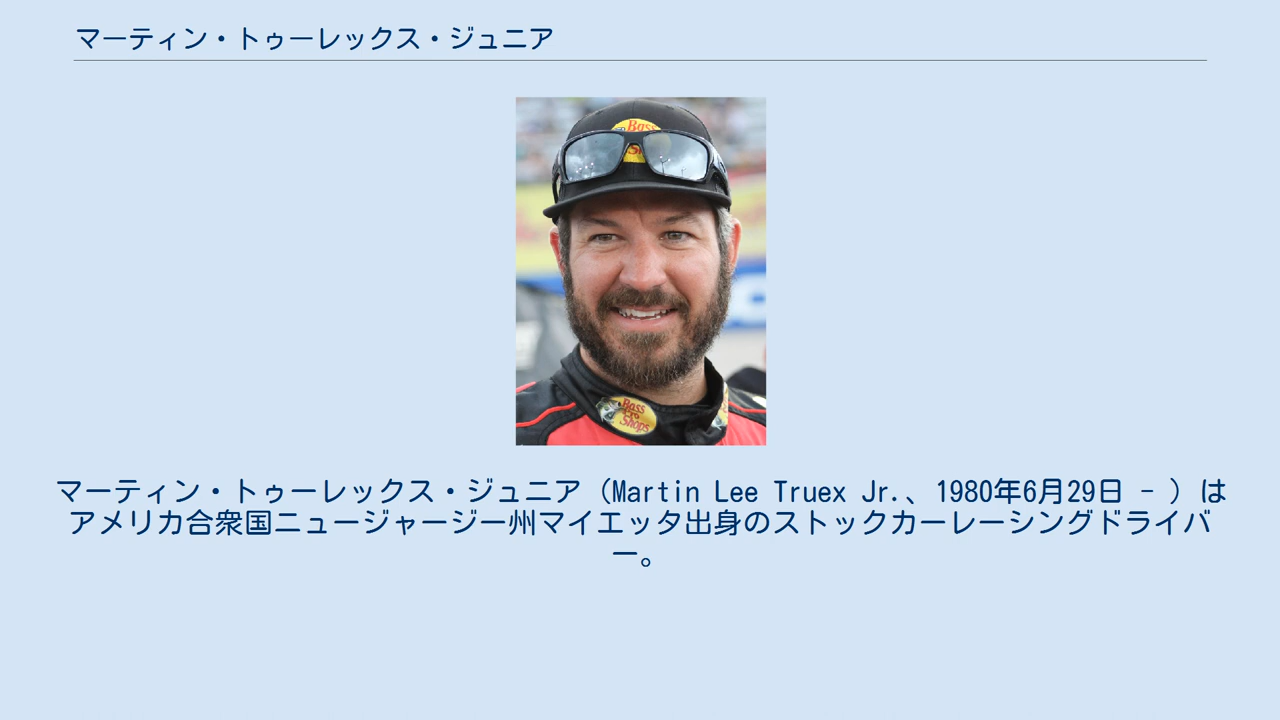 マーティン・トゥーレックス・ジュニア
Bass
Bass
Pro
Shops
マーティン・トゥーレックス・ジュニア（Martin Lee Truex Jr.、1980年6月29日 - ）は
アメリカ合衆国ニュージャージー州マイエッタ出身のストックカーレーシングドライバ
ー。